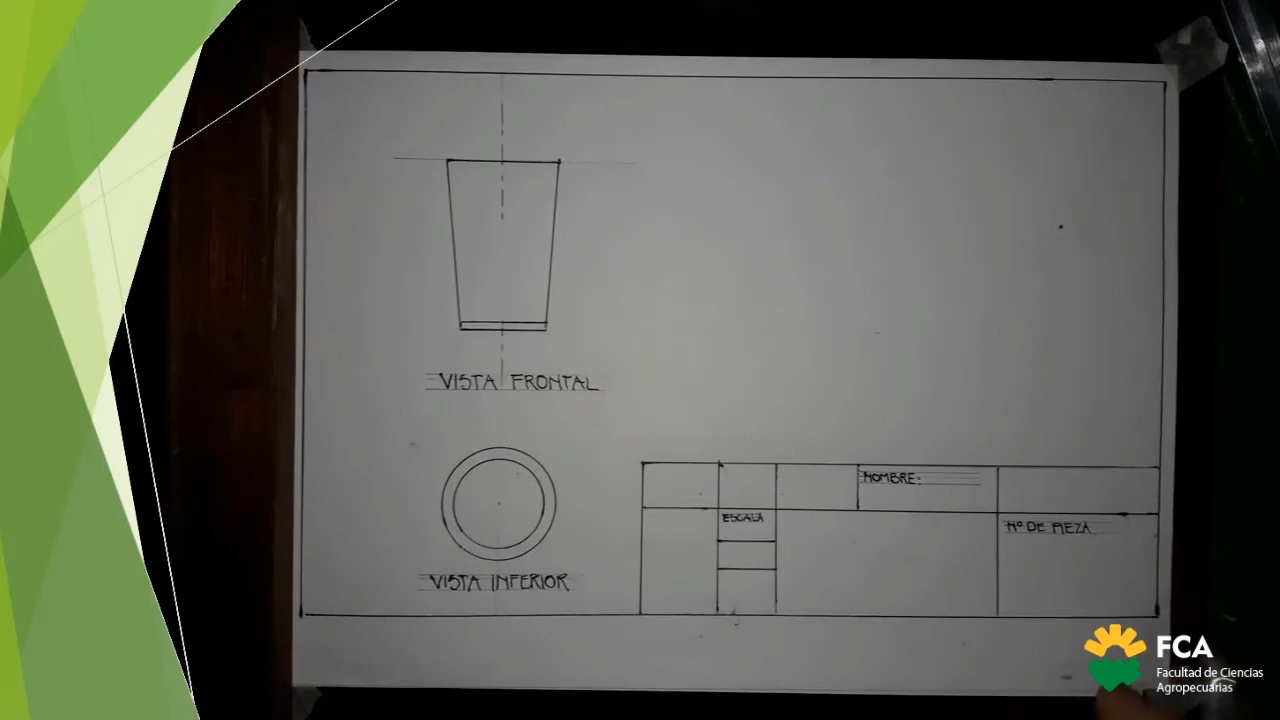 VISTA FRONTAL
NOMBRE:
ESCALA
Nº DE PIEZA
VISTA INFERIOR
FCA
Facultad de Ciencias
Agropecuarias